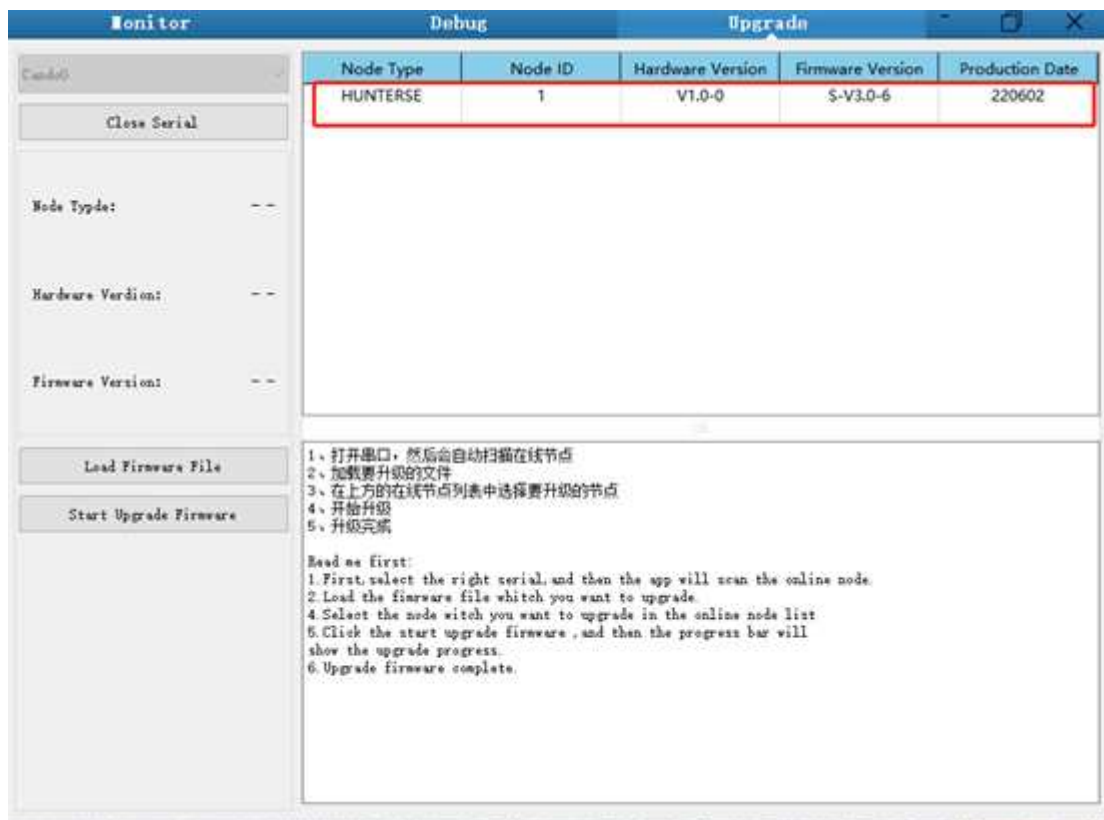 Monitor
Debug
Upgrade
Cando0
Close Serial
Node Typde:
--
Hardware Verdion:
--
Firmware Version:
--
Load Firmware File
Start Upgrade Firmware
Node Type
Node ID
Hardware Version
Firmware Version
Production Date
HUNTERSE
1
V1.0-0
S-V3.0-6
220602
1、打开串口，然后会自动扫描在线节点
2、加载要升级的文件
3、在上方的在线节点列表中选择要升级的节点
4、开始升级
5、升级完成
Read me first:
1.First,select the right serial,and then the app will scan the online node.
2.Load the fimrware file whitch you want to upgrade.
4.Select the node witch you want to upgrade in the online node list
5.Click the start upgrade firmware ,and then the progress bar will
show the upgrade progress.
6.Upgrade firmware complete.